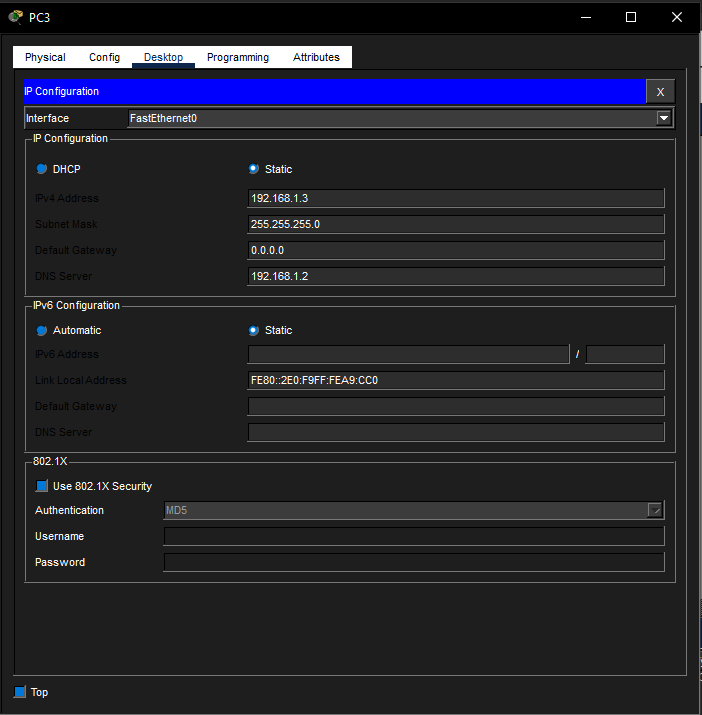 PC3
Physical Config Desktop Programming Attributes
IP Configuration X
Interface FastEthernet0
IP Configuration
DHCP Static
IPv4 Address 192.168.1.3
Subnet Mask 255.255.255.0
Default Gateway 0.0.0.0
DNS Server 192.168.1.2
IPv6 Configuration
Automatic Static
IPv6 Address /
Link Local Address FE80::2E0:F9FF:FEA9:CC0
Default Gateway
DNS Server
802.1X
Use 802.1X Security
Authentication MD5
Username
Password
Top